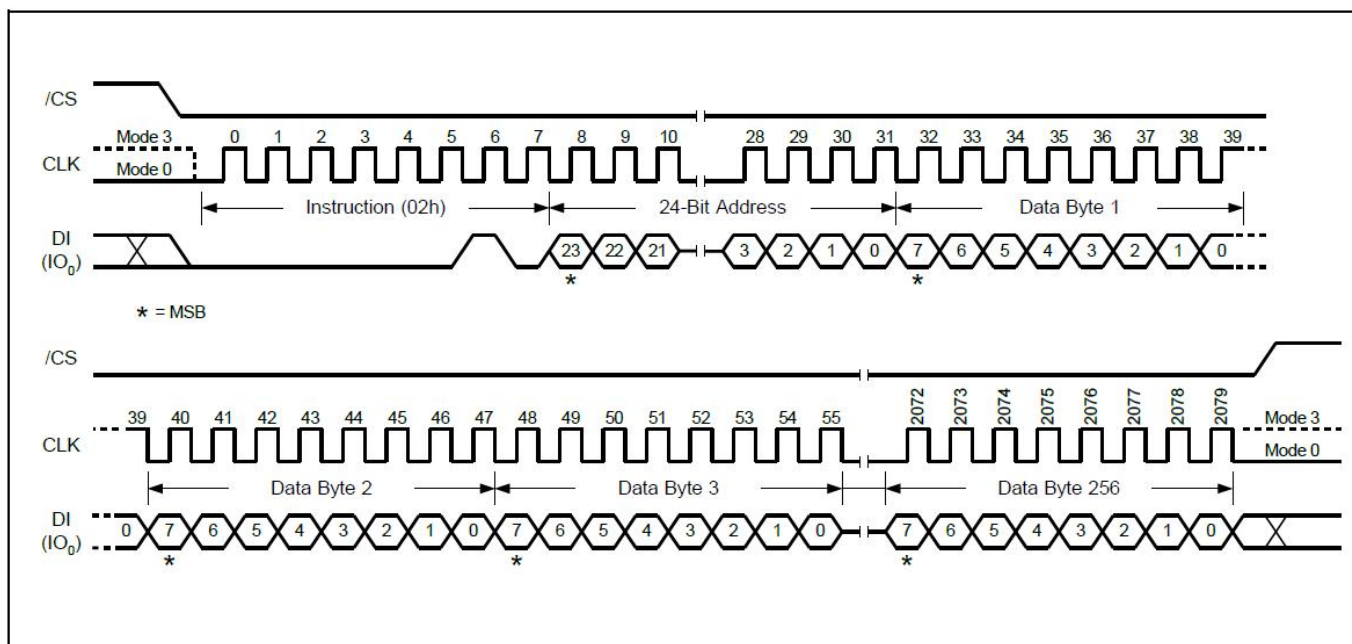 /CS
Mode 3 0 1 2 3 4 5 6 7 8 9 10 28 29 30 31 32 33 34 35 36 37 38 39
CLK
Mode 0
Instruction (02h) 24-Bit Address Data Byte 1
DI
(IO0) 23 22 21 3 2 1 0 7 6 5 4 3 2 1 0
* *
* = MSB
/CS
39 40 41 42 43 44 45 46 47 48 49 50 51 52 53 54 55 2072 2073 2074 2075 2076 2077 2078 2079 Mode 3
CLK
Mode 0
Data Byte 2 Data Byte 3 Data Byte 256
DI
(IO0) 0 7 6 5 4 3 2 1 0 7 6 5 4 3 2 1 0 7 6 5 4 3 2 1 0
* * *